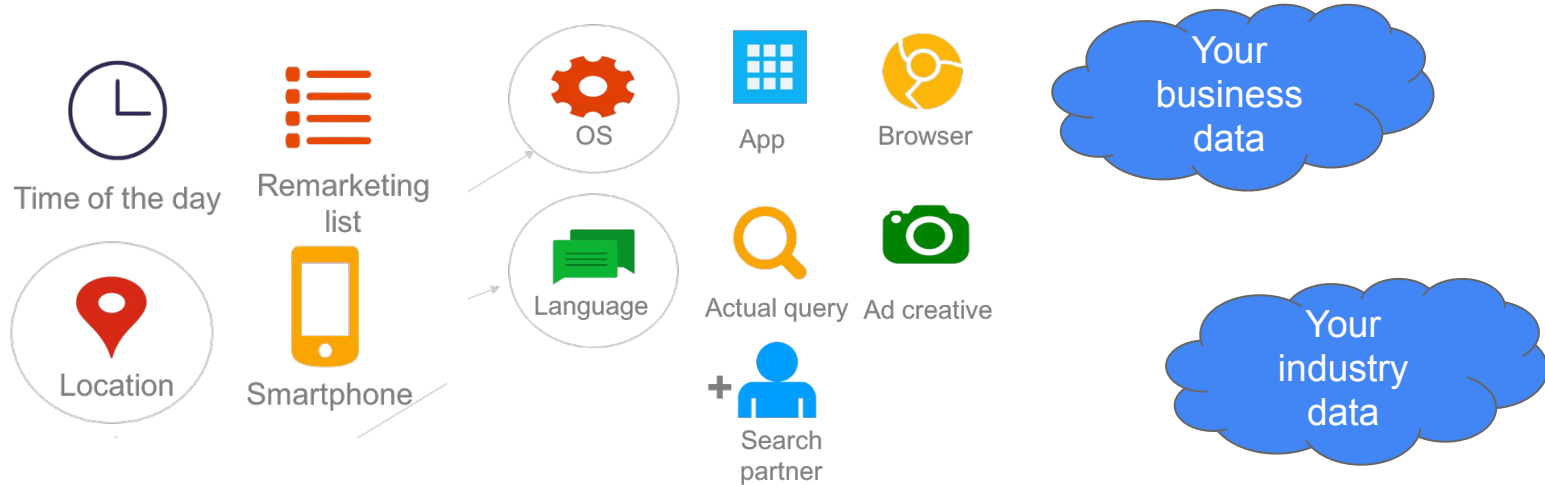 Time of the day
Remarketing
list
Location
Smartphone
OS
App
Browser
Language
Actual query
Ad creative
+
Search
partner
Your
business
data
Your
industry
data